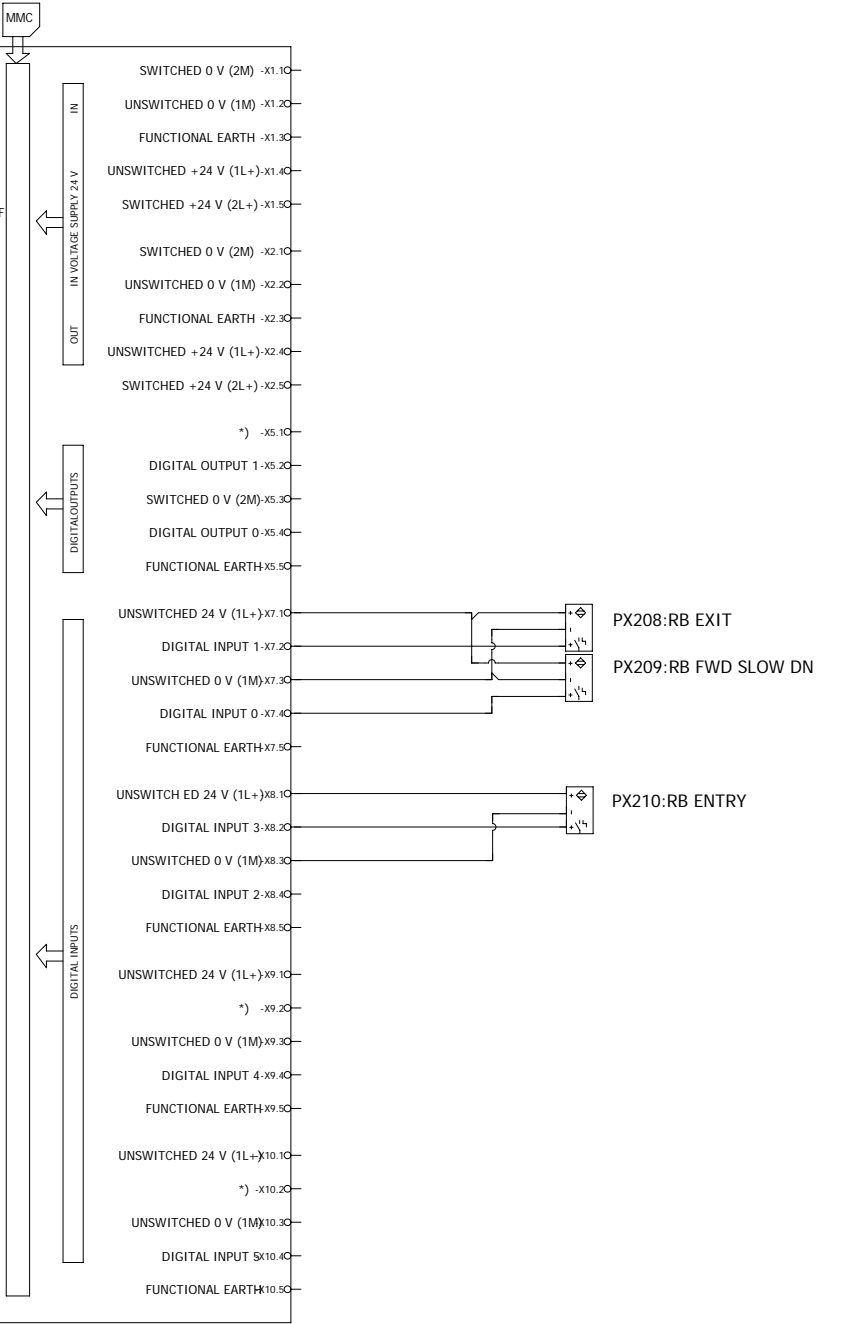 MMC
F
IN
IN VOLTAGE SUPPLY 24 V
OUT
SWITCHED 0 V (2M) -X1.1
UNSWITCHED 0 V (1M) -X1.2
FUNCTIONAL EARTH -X1.3
UNSWITCHED +24 V (1L+)-X1.4
SWITCHED +24 V (2L+) -X1.5
SWITCHED 0 V (2M) -X2.1
UNSWITCHED 0 V (1M) -X2.2
FUNCTIONAL EARTH -X2.3
UNSWITCHED +24 V (1L+)-X2.4
SWITCHED +24 V (2L+) -X2.5
DIGITALOUTPUTS
*) -X5.1
DIGITAL OUTPUT 1-X5.2
SWITCHED 0 V (2M)-X5.3
DIGITAL OUTPUT 0-X5.4
FUNCTIONAL EARTH-X5.5
DIGITAL INPUTS
UNSWITCHED 24 V (1L+)-X7.1
DIGITAL INPUT 1-X7.2
UNSWITCHED 0 V (1M)-X7.3
DIGITAL INPUT 0-X7.4
FUNCTIONAL EARTH-X7.5
+
-
+
PX208:RB EXIT
+
-
+
PX209:RB FWD SLOW DN
UNSWITCH ED 24 V (1L+)-X8.1
DIGITAL INPUT 3-X8.2
UNSWITCHED 0 V (1M)-X8.3
DIGITAL INPUT 2-X8.4
FUNCTIONAL EARTH-X8.5
+
-
+
PX210:RB ENTRY
UNSWITCHED 24 V (1L+)-X9.1
*) -X9.2
UNSWITCHED 0 V (1M)-X9.3
DIGITAL INPUT 4-X9.4
FUNCTIONAL EARTH-X9.5
UNSWITCHED 24 V (1L+)-X10.1
*) -X10.2
UNSWITCHED 0 V (1M)-X10.3
DIGITAL INPUT 5-X10.4
FUNCTIONAL EARTH-X10.5